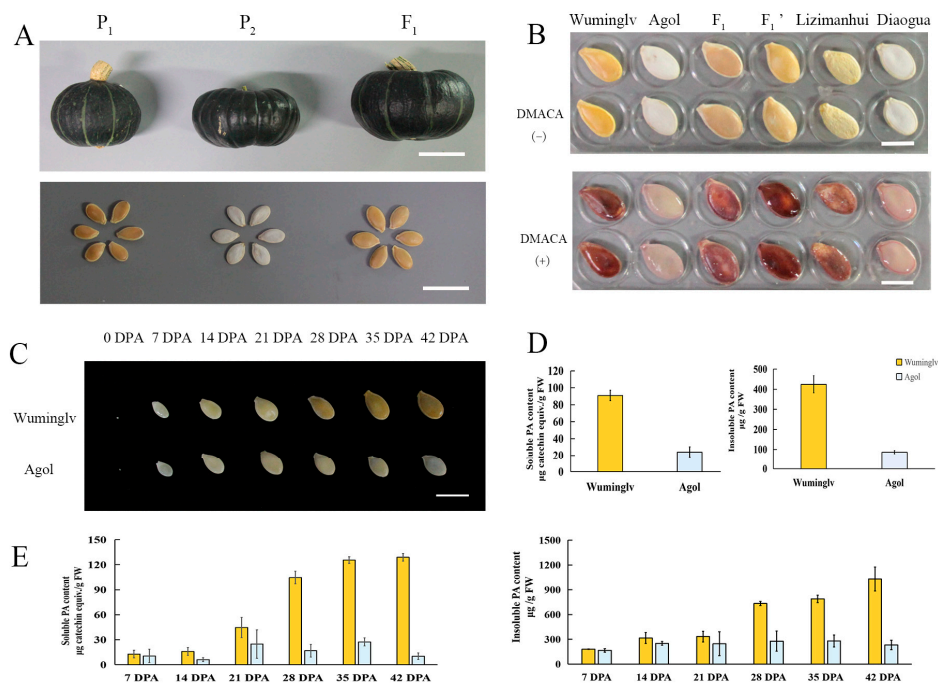 A
P1
P2
F1
B
Wuminglv Agol F1 F1’ Lizimanhui Diaogua
DMACA
(−)
DMACA
(+)
C
0 DPA 7 DPA 14 DPA 21 DPA 28 DPA 35 DPA 42 DPA
Wuminglv
Agol
D
Soluble PA content
μg catechin equiv./g FW
120
100
80
60
40
20
0
Wuminglv Agol
Insoluble PA content
μg /g FW
500
400
300
200
100
0
Wuminglv Agol
Wuminglv
Agol
E
Soluble PA content
μg catechin equiv./g FW
150
120
90
60
30
0
7 DPA 14 DPA 21 DPA 28 DPA 35 DPA 42 DPA
Insoluble PA content
μg /g FW
1500
1200
900
600
300
0
7 DPA 14 DPA 21 DPA 28 DPA 35 DPA 42 DPA